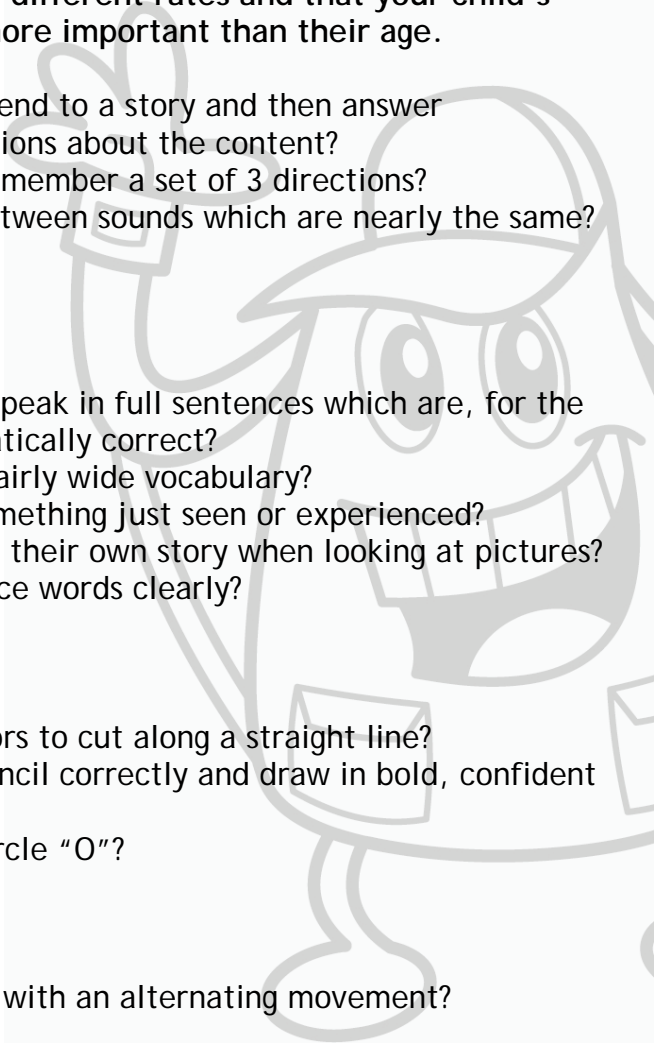 different rates and that your child's
more important than their age.
end to a story and then answer
tions about the content?
member a set of 3 directions?
tween sounds which are nearly the same?
peak in full sentences which are, for the
atically correct?
airly wide vocabulary?
mething just seen or experienced?
their own story when looking at pictures?
ce words clearly?
ors to cut along a straight line?
ncil correctly and draw in bold, confident
rcle “O”?
with an alternating movement?